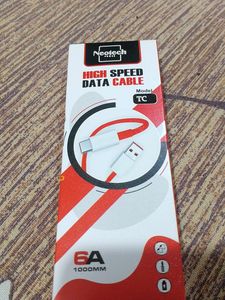 Neotech
HIGH SPEED
DATA CABLE
Model
TC
6A
1000MM